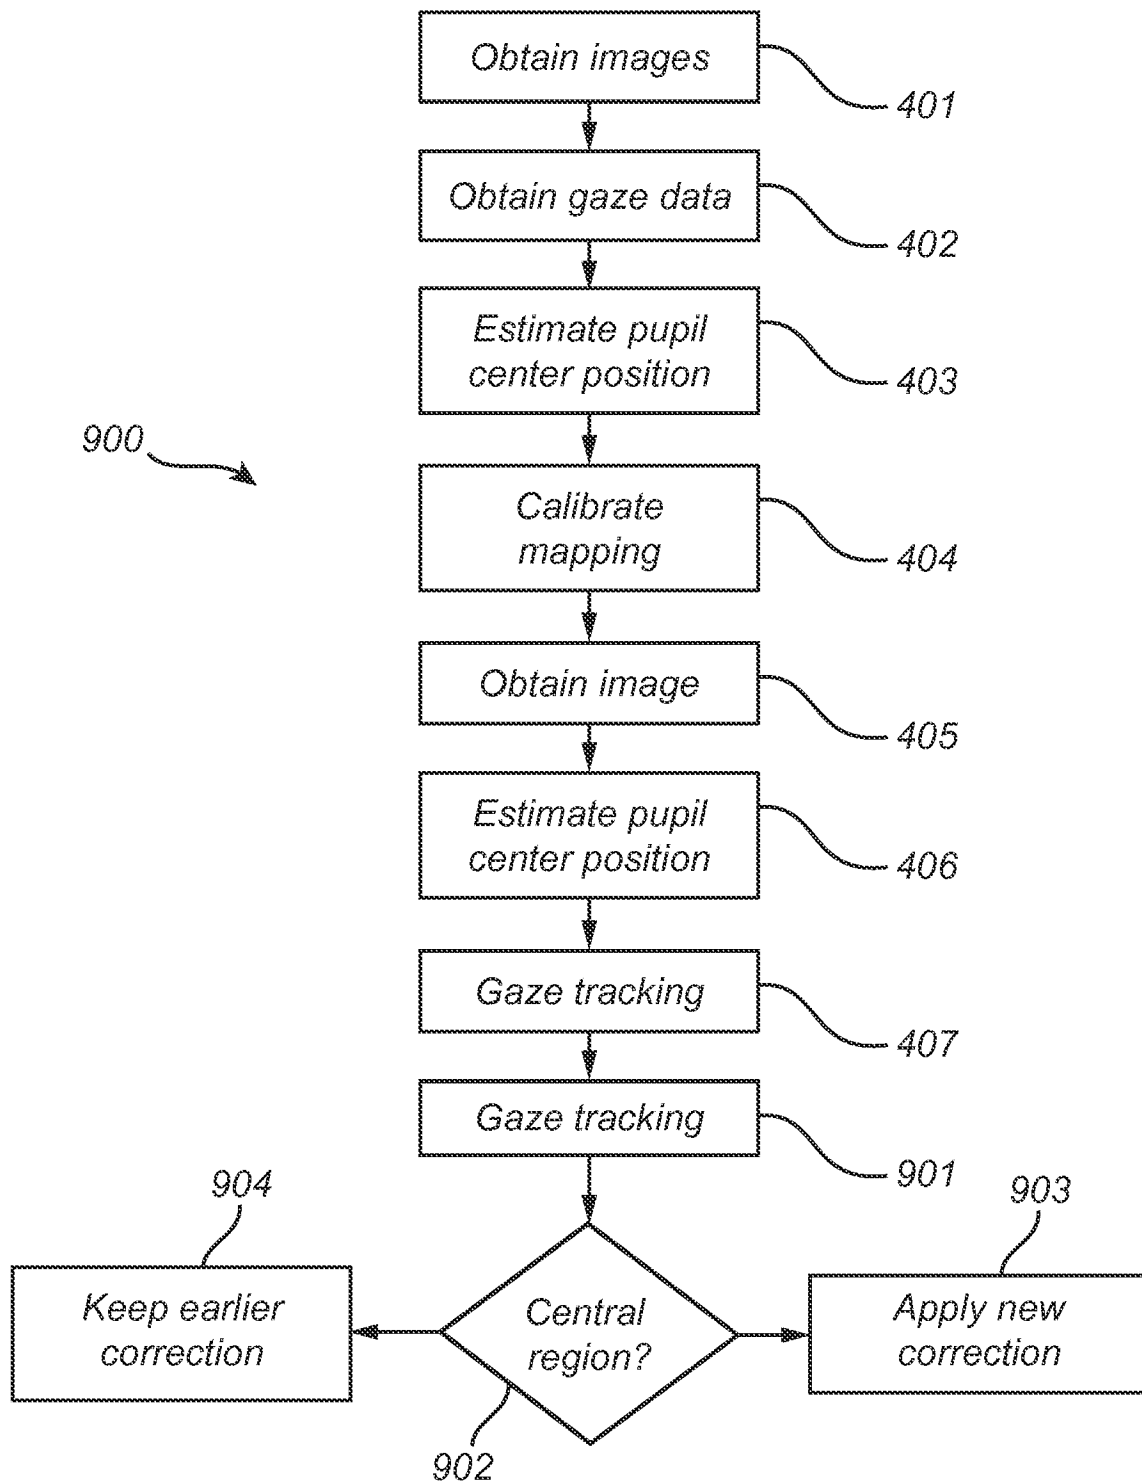 Obtain images
401
Obtain gaze data
402
Estimate pupil
center position
403
900
Calibrate
mapping
404
Obtain image
405
Estimate pupil
center position
406
Gaze tracking
407
Gaze tracking
901
904
903
Keep earlier
correction
Central
region?
Apply new
correction
902